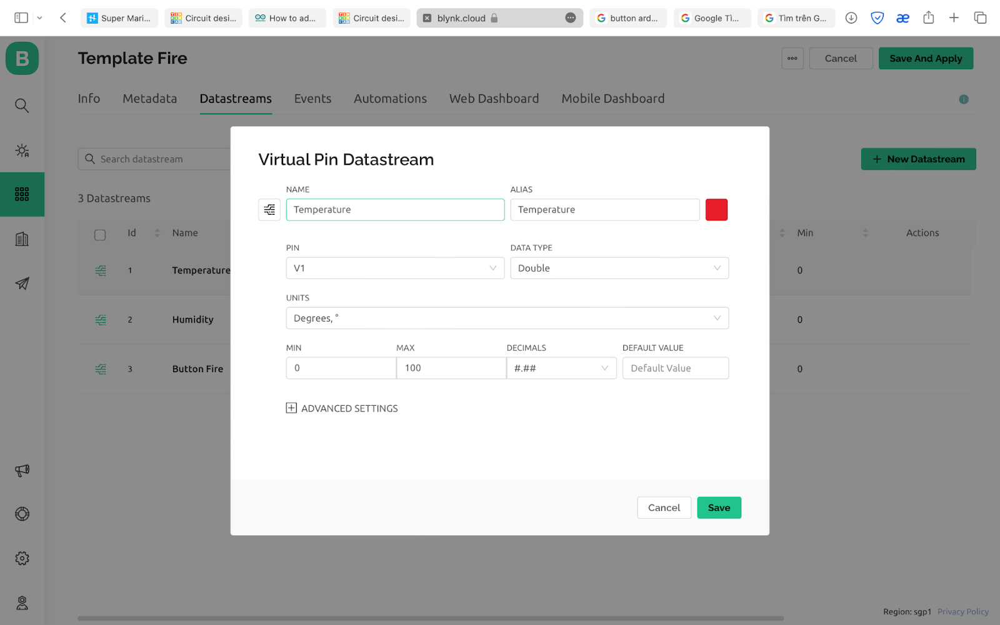 Super Mari...
Circuit desi...
How to ad...
Circuit desi...
blynk.cloud
button ard...
Google Tì...
Tìm trên G...
B
Template Fire
Cancel
Save And Apply
Info
Metadata
Datastreams
Events
Automations
Web Dashboard
Mobile Dashboard
Search datastream
+ New Datastream
3 Datastreams
Id
Name
Min
Actions
1
Temperature
0
2
Humidity
0
3
Button Fire
0
Virtual Pin Datastream
NAME
ALIAS
Temperature
Temperature
PIN
DATA TYPE
V1
Double
UNITS
Degrees, °
MIN
MAX
DECIMALS
DEFAULT VALUE
0
100
#.##
Default Value
ADVANCED SETTINGS
Cancel
Save
Region: sgp1
Privacy Policy